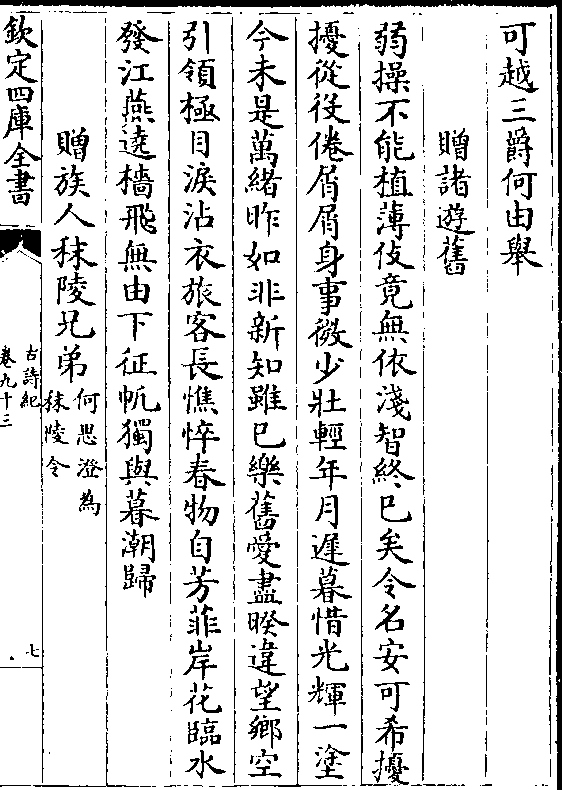 可越三爵何由舉
贈諸遊舊
弱操不能植薄伎竟無依淺智終已矣令名安可希擾
擾從役倦屑屑身事微少壯輕年月遲暮惜光輝一塗
今未是萬緒昨如非新知雖已樂舊愛盡暌違望鄉空
引領極目淚沾衣旅客長憔悴春物自芳菲岸花臨水
發江燕遶檣飛無由下征帆獨與暮潮歸
贈族人秣陵兄弟何思澄為
秣陵令
欽定四庫全書
古詩紀
卷九十三
七